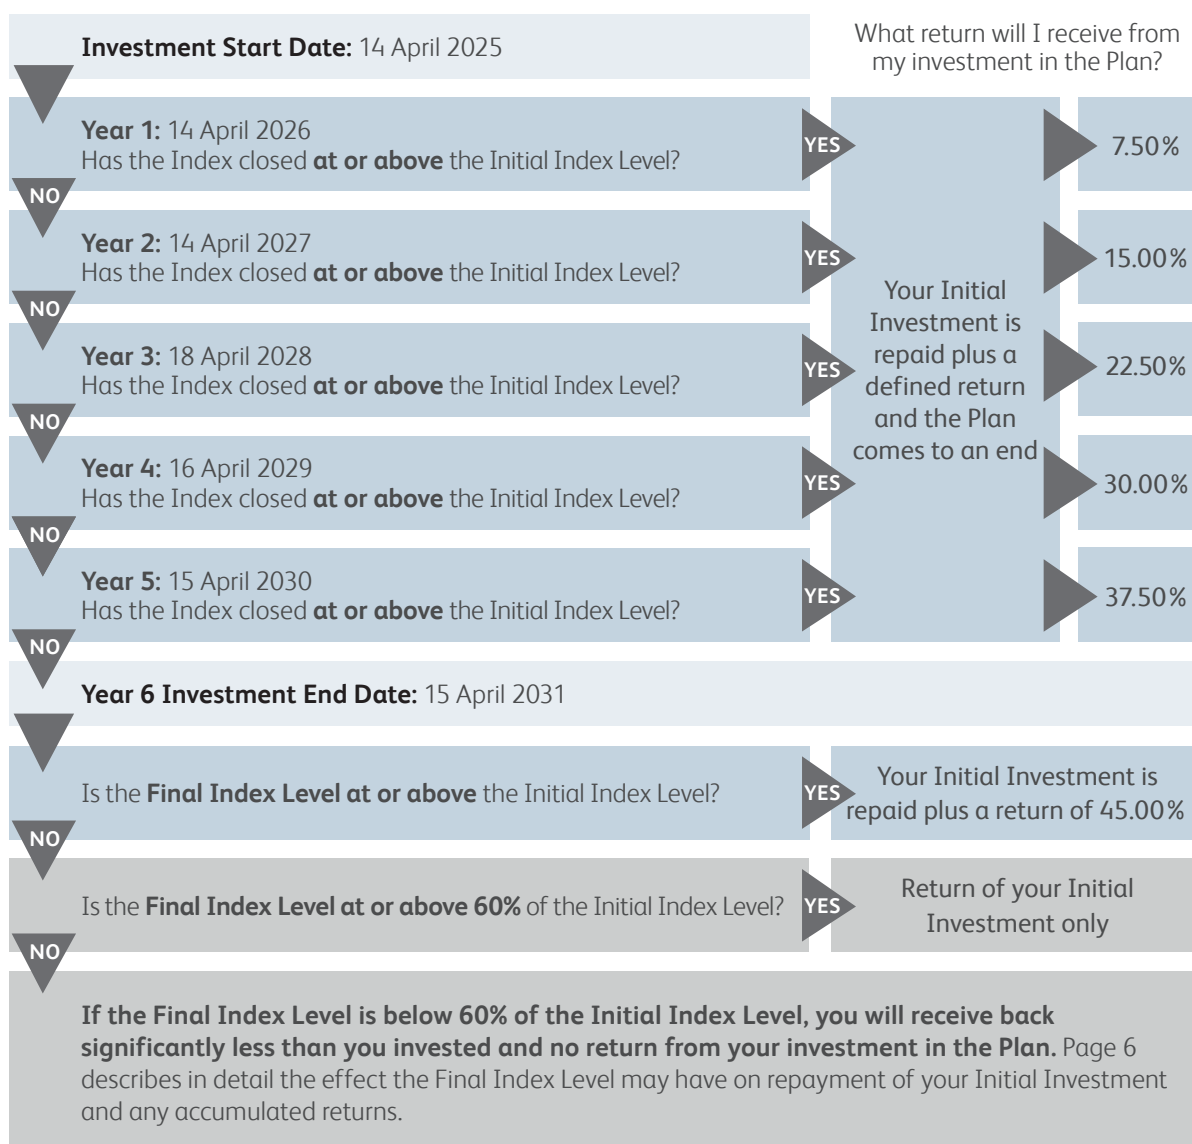 Investment Start Date: 14 April 2025
What return will I receive from
my investment in the Plan?
Year 1: 14 April 2026
Has the Index closed at or above the Initial Index Level?
YES
7.50%
NO
Year 2: 14 April 2027
Has the Index closed at or above the Initial Index Level?
YES
15.00%
NO
Year 3: 18 April 2028
Has the Index closed at or above the Initial Index Level?
YES
22.50%
NO
Year 4: 16 April 2029
Has the Index closed at or above the Initial Index Level?
YES
30.00%
NO
Year 5: 15 April 2030
Has the Index closed at or above the Initial Index Level?
YES
37.50%
Your Initial
Investment is
repaid plus a
defined return
and the Plan
comes to an end
NO
Year 6 Investment End Date: 15 April 2031
Is the Final Index Level at or above the Initial Index Level?
YES
Your Initial Investment is
repaid plus a return of 45.00%
NO
Is the Final Index Level at or above 60% of the Initial Index Level?
YES
Return of your Initial
Investment only
NO
If the Final Index Level is below 60% of the Initial Index Level, you will receive back
significantly less than you invested and no return from your investment in the Plan. Page 6
describes in detail the effect the Final Index Level may have on repayment of your Initial Investment
and any accumulated returns.